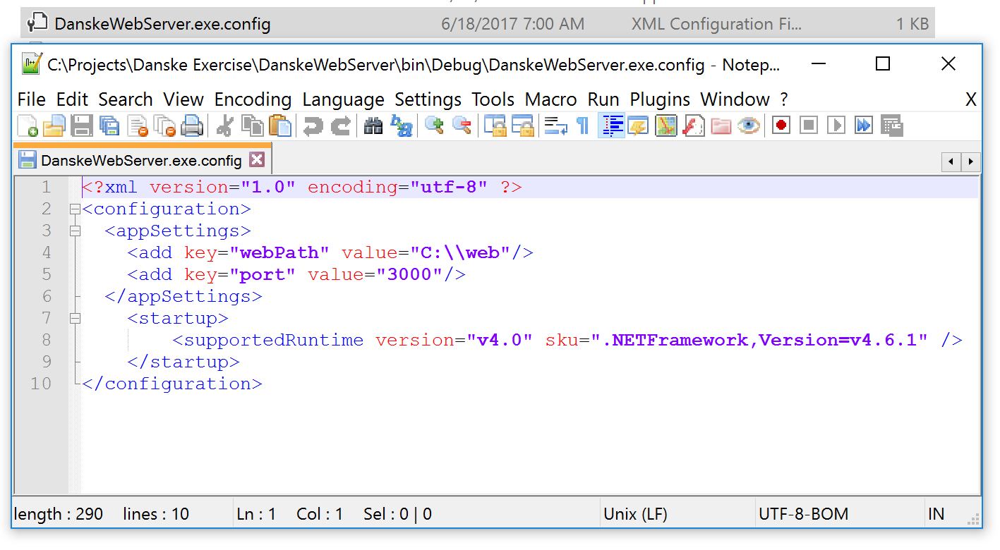 DanskeWebServer.exe.config 6/18/2017 7:00 AM XML Configuration Fi... 1 KB
C:\Projects\Danske Exercise\DanskeWebServer\bin\Debug\DanskeWebServer.exe.config - Notep...
File Edit Search View Encoding Language Settings Tools Macro Run Plugins Window ? X
DanskeWebServer.exe.config
1 <?xml version="1.0" encoding="utf-8" ?>
2 <configuration>
3 <appSettings>
4 <add key="webPath" value="C:\\web"/>
5 <add key="port" value="3000"/>
6 </appSettings>
7 <startup>
8 <supportedRuntime version="v4.0" sku=".NETFramework,Version=v4.6.1" />
9 </startup>
10 </configuration>
length : 290 lines : 10 Ln : 1 Col : 1 Sel : 0 | 0 Unix (LF) UTF-8-BOM IN